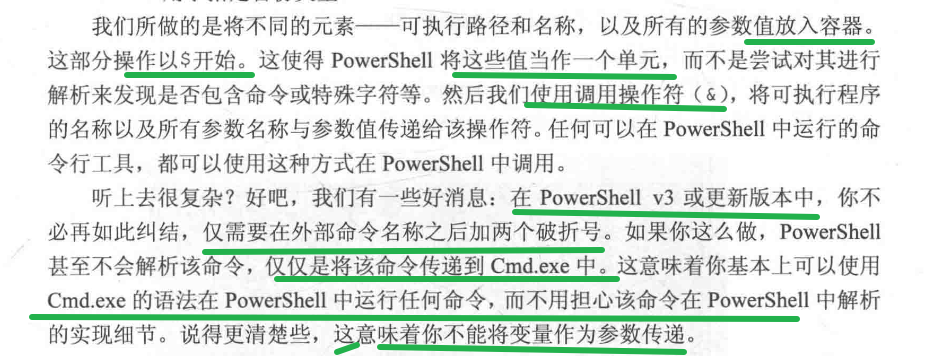 我们所做的是将不同的元素——可执行路径和名称，以及所有的参数值放入容器。
这部分操作以$开始。这使得 PowerShell 将这些值当作一个单元，而不是尝试对其进行
解析来发现是否包含命令或特殊字符等。然后我们使用调用操作符（&），将可执行程序
的名称以及所有参数名称与参数值传递给该操作符。任何可以在 PowerShell 中运行的命
令行工具，都可以使用这种方式在 PowerShell 中调用。
听上去很复杂？好吧，我们有一些好消息：在 PowerShell v3 或更新版本中，你不
必再如此纠结，仅需要在外部命令名称之后加两个破折号。如果你这么做，PowerShell
甚至不会解析该命令，仅仅是将该命令传递到 Cmd.exe 中。这意味着你基本上可以使用
Cmd.exe 的语法在 PowerShell 中运行任何命令，而不用担心该命令在 PowerShell 中解析
的实现细节。说得更清楚些，这意味着你不能将变量作为参数传递。